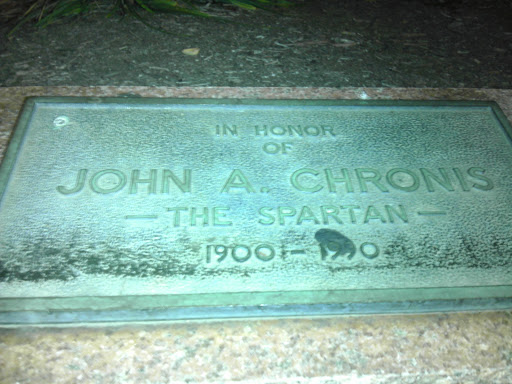 IN HONOR
OF
JOHN A. CHRONIS
— THE SPARTAN —
1900 -